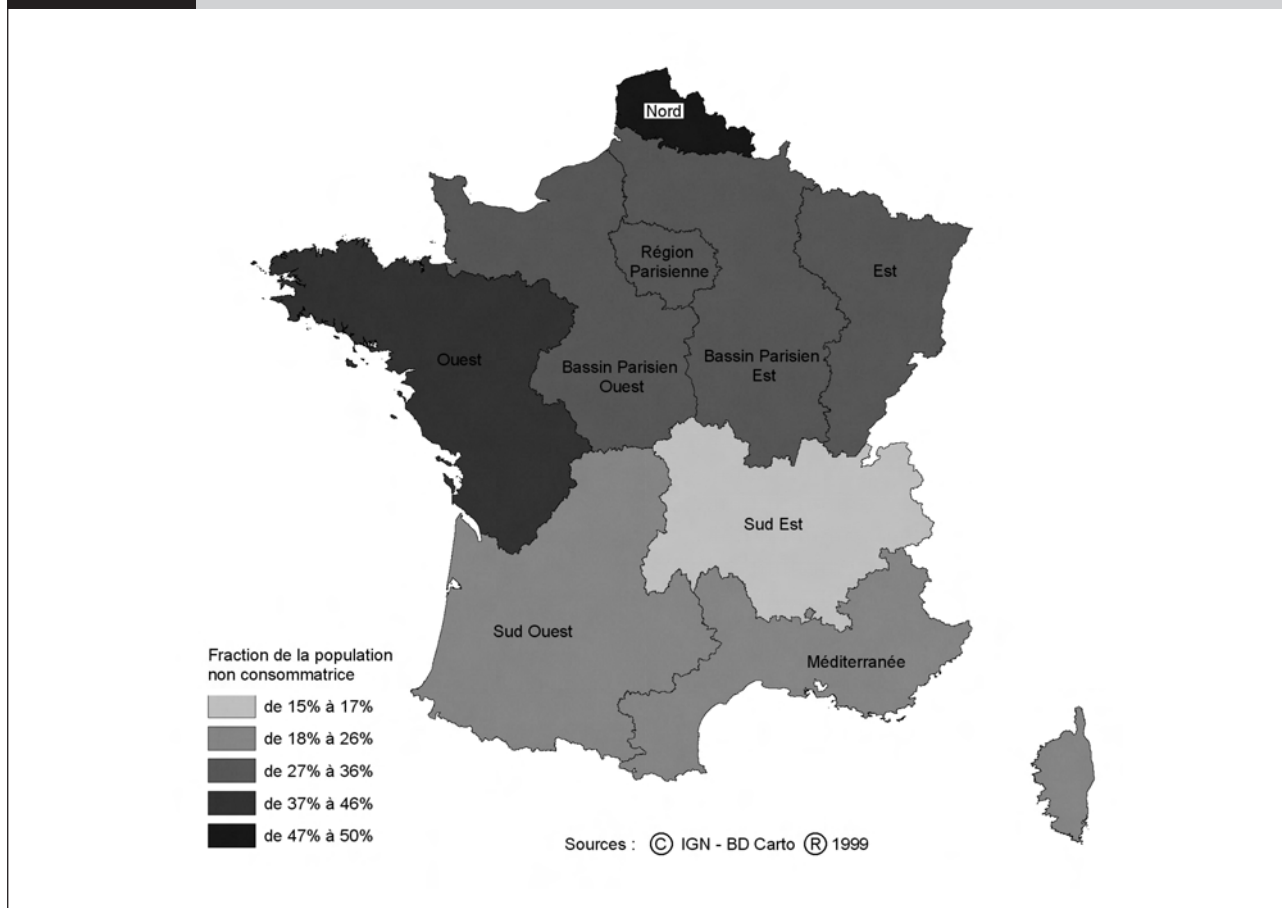 Nord
Région
Parisienne
Est
Ouest
Bassin Parisien
Ouest
Bassin Parisien
Est
Sud Est
Sud Ouest
Méditerranée
Fraction de la population
non consommatrice
de 15% à 17%
de 18% à 26%
de 27% à 36%
de 37% à 46%
de 47% à 50%
Sources : Ⓒ IGN - BD Carto Ⓡ 1999